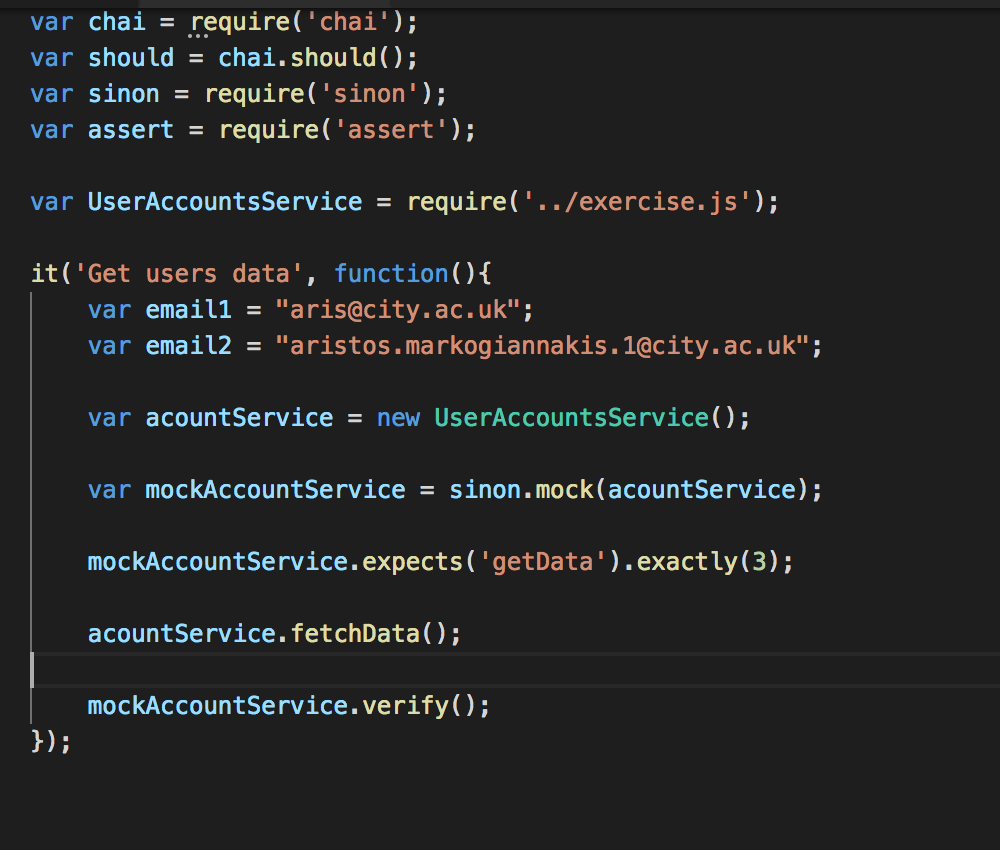 var chai = require('chai');
var should = chai.should();
var sinon = require('sinon');
var assert = require('assert');
var UserAccountsService = require('../exercise.js');
it('Get users data', function(){
var email1 = "aris@city.ac.uk";
var email2 = "aristos.markogiannakis.1@city.ac.uk";
var acountService = new UserAccountsService();
var mockAccountService = sinon.mock(acountService);
mockAccountService.expects('getData').exactly(3);
acountService.fetchData();
mockAccountService.verify();
});